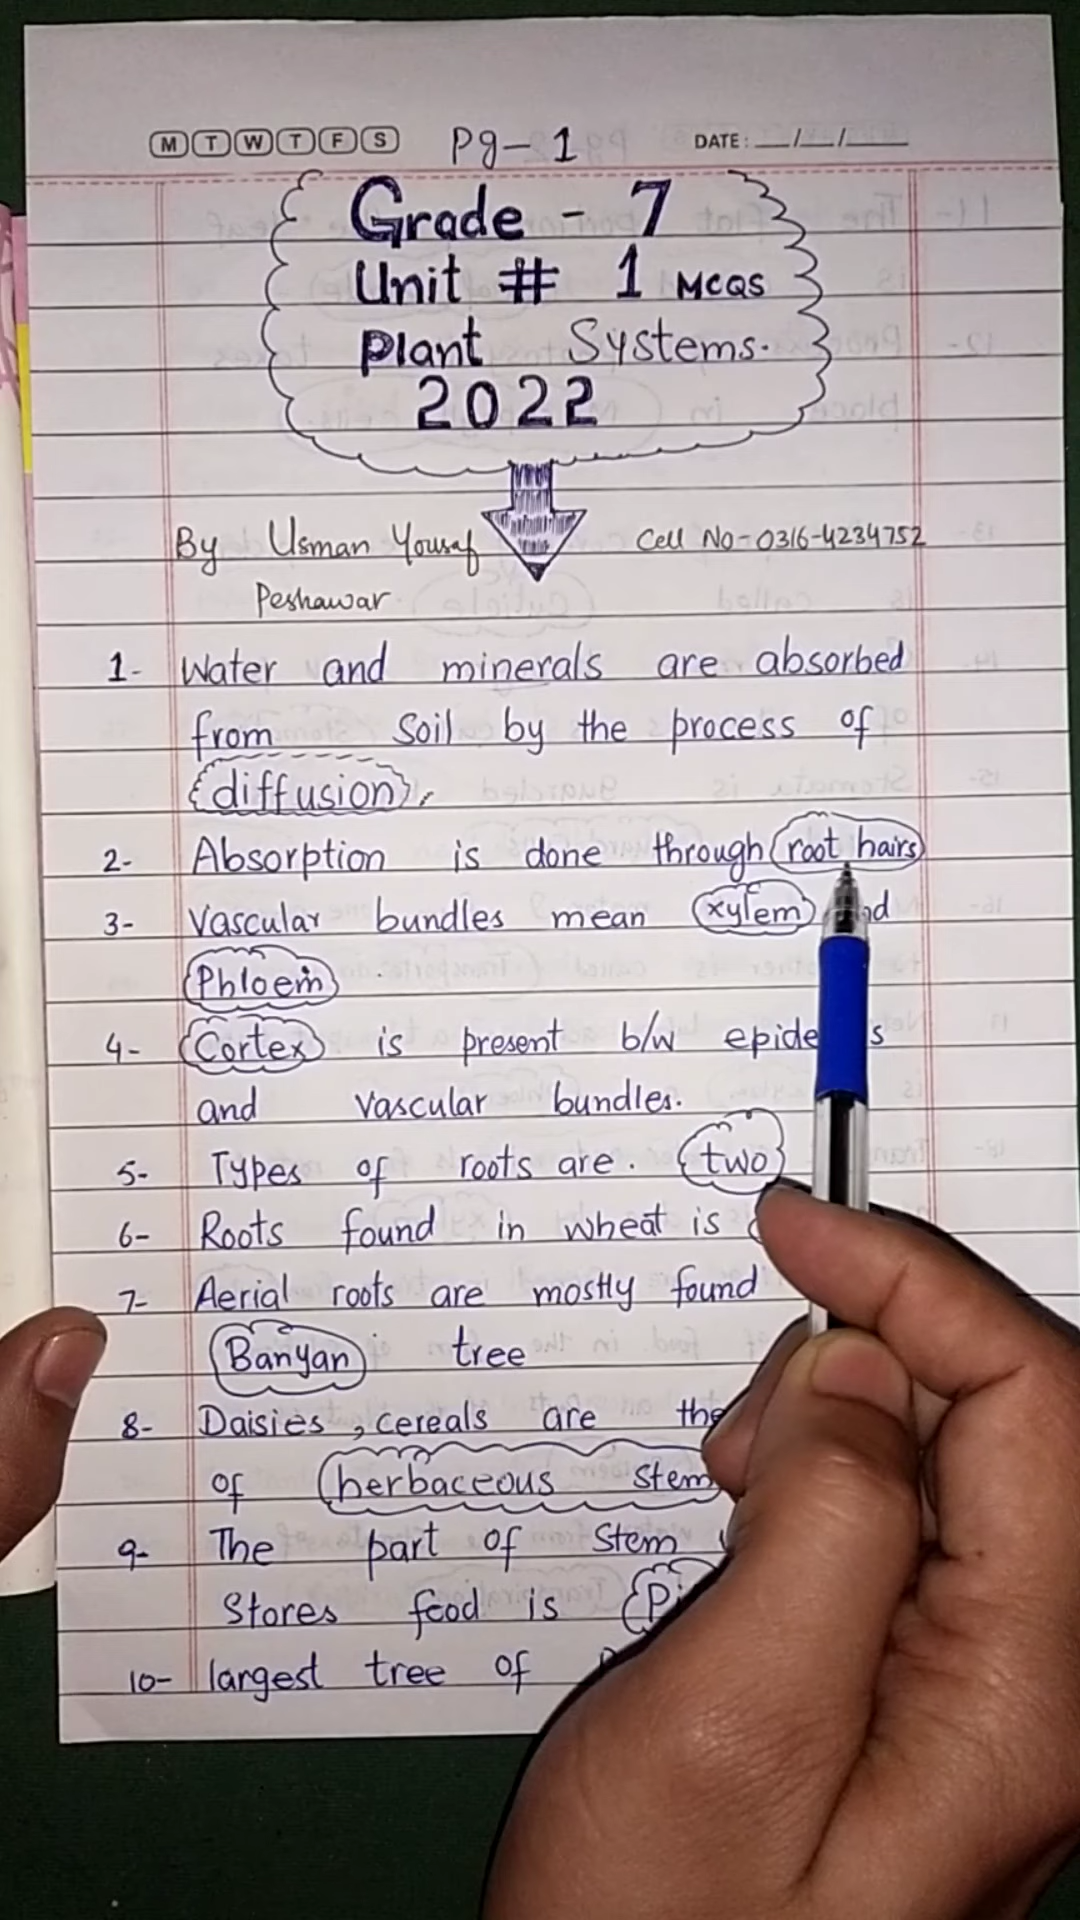 M T W T F S Pg-1 DATE: __/__/__
Grade - 7
Unit # 1 MCQS
Plant Systems.
2022
By Usman Yousaf Cell No-0316-4234752
Peshawar.
1- Water and minerals are absorbed
from Soil by the process of
diffusion.
2- Absorption is done through root hairs
3- Vascular bundles mean xylem
Phloem
4- Cortex is present b/w
and Vascular bundles.
5- Types of roots are. two
6- Roots found in wheat is
7- Aerial roots are mostly found
Banyan tree
8- Daisies, cereals are the
of herbaceous stem
9- The part of Stem
Stores food is
10- largest tree of